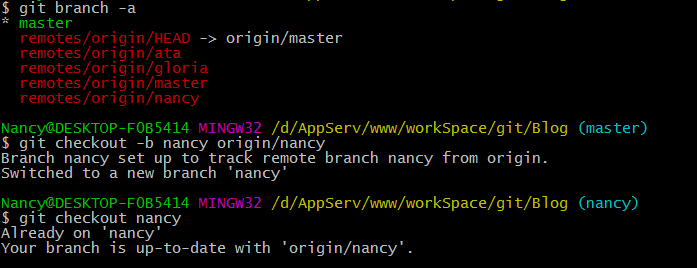 $ git branch -a
* master
remotes/origin/HEAD -> origin/master
remotes/origin/ata
remotes/origin/gloria
remotes/origin/master
remotes/origin/nancy
Nancy@DESKTOP-FOB5414 MINGW32 /d/AppServ/www/workSpace/git/Blog (master)
$ git checkout -b nancy origin/nancy
Branch nancy set up to track remote branch nancy from origin.
Switched to a new branch 'nancy'
Nancy@DESKTOP-FOB5414 MINGW32 /d/AppServ/www/workSpace/git/Blog (nancy)
$ git checkout nancy
Already on 'nancy'
Your branch is up-to-date with 'origin/nancy'.